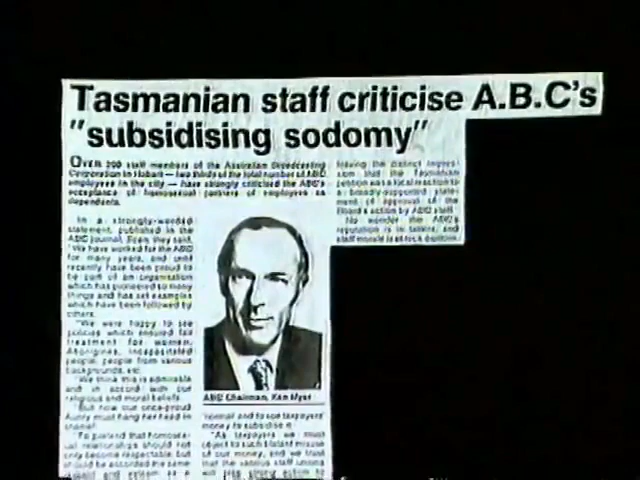 Tasmanian staff criticise A.B.C's
"subsidising sodomy"
OVER 200 staff members of the Australian Broadcasting
Corporation in Hobart — two thirds of the total number of ABC
employees in the city — have strongly criticised the ABC's
acceptance of homosexual partners of employees as
dependents.
In a strongly-worded
statement, published in the
ABC journal, Scan, they said,
"We have worked for the ABC
for many years, and until
recently have been proud to
be part of an organisation
which has pioneered so many
things and has set examples
which have been followed by
others.
"We were happy to see
policies which ensured fair
treatment for women,
Aborigines, incapacitated
people, people from various
backgrounds, etc.
"We think this is admirable
and in accord with our
religious and moral beliefs.
"But now our once-proud
Aunty must hang her head in
shame!
"To pretend that homosex-
ual relationships should not
only become respectable, but
should be accorded the same
ABC Chairman, Ken Myer
normal and to use taxpayers'
money to subsidise it.
"As taxpayers we must
object to such blatant misuse
of our money, and we trust
that the various staff unions
will take strong action to
leaving the distinct impres-
sion that the Tasmanian
petition was a local reaction to
a broadly-supported state-
ment of approval of the
Board's action by ABC staff.
No wonder the ABC's
reputation is in tatters, and
staff morale is at rock bottom.